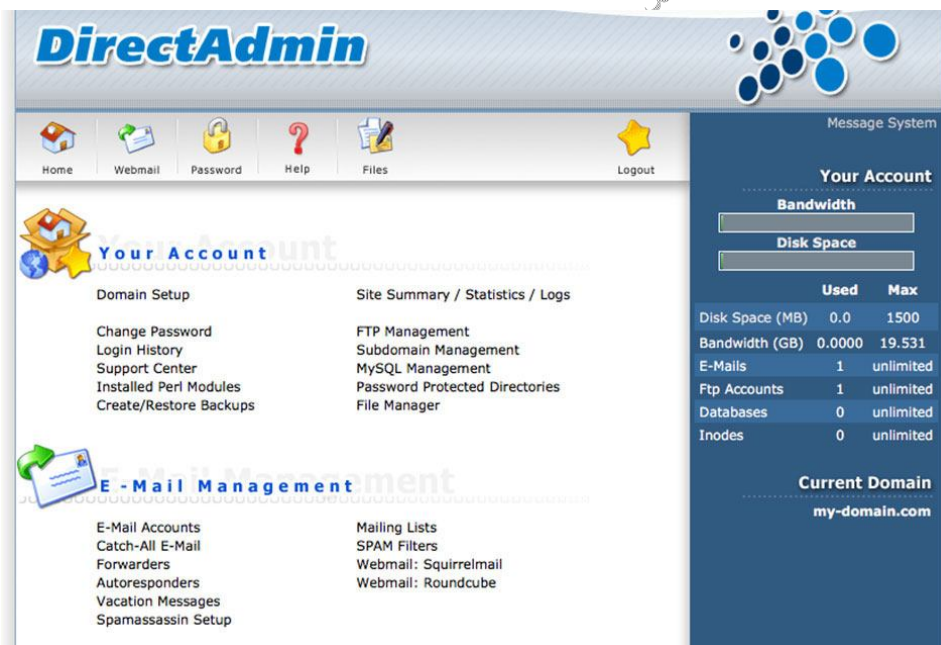 DirectAdmin
Home Webmail Password Help Files Logout
Your Account
Domain Setup Site Summary / Statistics / Logs
Change Password FTP Management
Login History Subdomain Management
Support Center MySQL Management
Installed Perl Modules Password Protected Directories
Create/Restore Backups File Manager
E-Mail Management
E-Mail Accounts Mailing Lists
Catch-All E-Mail SPAM Filters
Forwarders Webmail: Squirrelmail
Autoresponders Webmail: Roundcube
Vacation Messages
Spamassassin Setup
Message System
Your Account
Bandwidth
Disk Space
Used Max
Disk Space (MB) 0.0 1500
Bandwidth (GB) 0.0000 19.531
E-Mails 1 unlimited
Ftp Accounts 1 unlimited
Databases 0 unlimited
Inodes 0 unlimited
Current Domain
my-domain.com